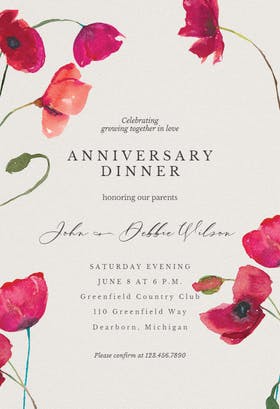 Celebrating
growing together in love
ANNIVERSARY
DINNER
honoring our parents
John & Debbie Wilson
SATURDAY EVENING
JUNE 8 AT 6 P.M.
Greenfield Country Club
110 Greenfield Way
Dearborn, Michigan
Please confirm at 123.456.7890